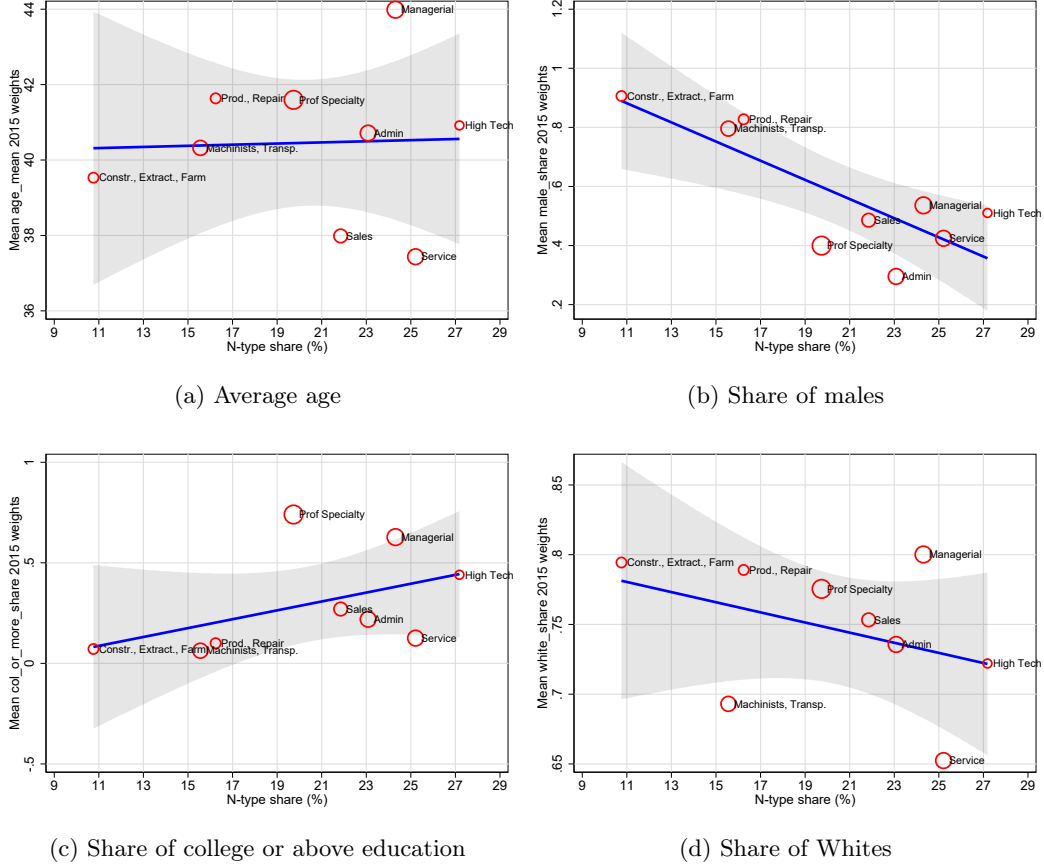 Mean age_mean 2015 weights
44
42
40
38
36
Managerial
Prod., Repair
Prof Specialty
Admin
High Tech
Machinists, Transp.
Constr., Extract., Farm
Sales
Service
9 11 13 15 17 19 21 23 25 27 29
N-type share (%)
(a) Average age
Mean male_share 2015 weights
1.2
1
.8
.6
.4
.2
Constr., Extract., Farm
Prod., Repair
Machinists, Transp.
Managerial
High Tech
Sales
Service
Prof Specialty
Admin
9 11 13 15 17 19 21 23 25 27 29
N-type share (%)
(b) Share of males
Mean col_or_more_share 2015 weights
1
.5
0
-.5
Prof Specialty
Managerial
High Tech
Sales
Admin
Service
Prod., Repair
Constr., Extract., Farm
Machinists, Transp.
9 11 13 15 17 19 21 23 25 27 29
N-type share (%)
(c) Share of college or above education
Mean white_share 2015 weights
.85
.8
.75
.7
.65
Managerial
Constr., Extract., Farm
Prod., Repair
Prof Specialty
Sales
Admin
High Tech
Machinists, Transp.
Service
9 11 13 15 17 19 21 23 25 27 29
N-type share (%)
(d) Share of Whites